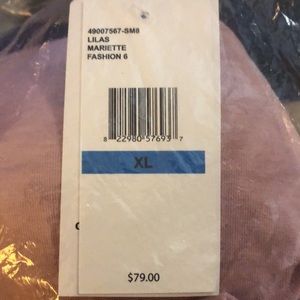 49007567-SM8
LILAS
MARIETTE
FASHION 6
8 22980 57693 7
XL
$79.00